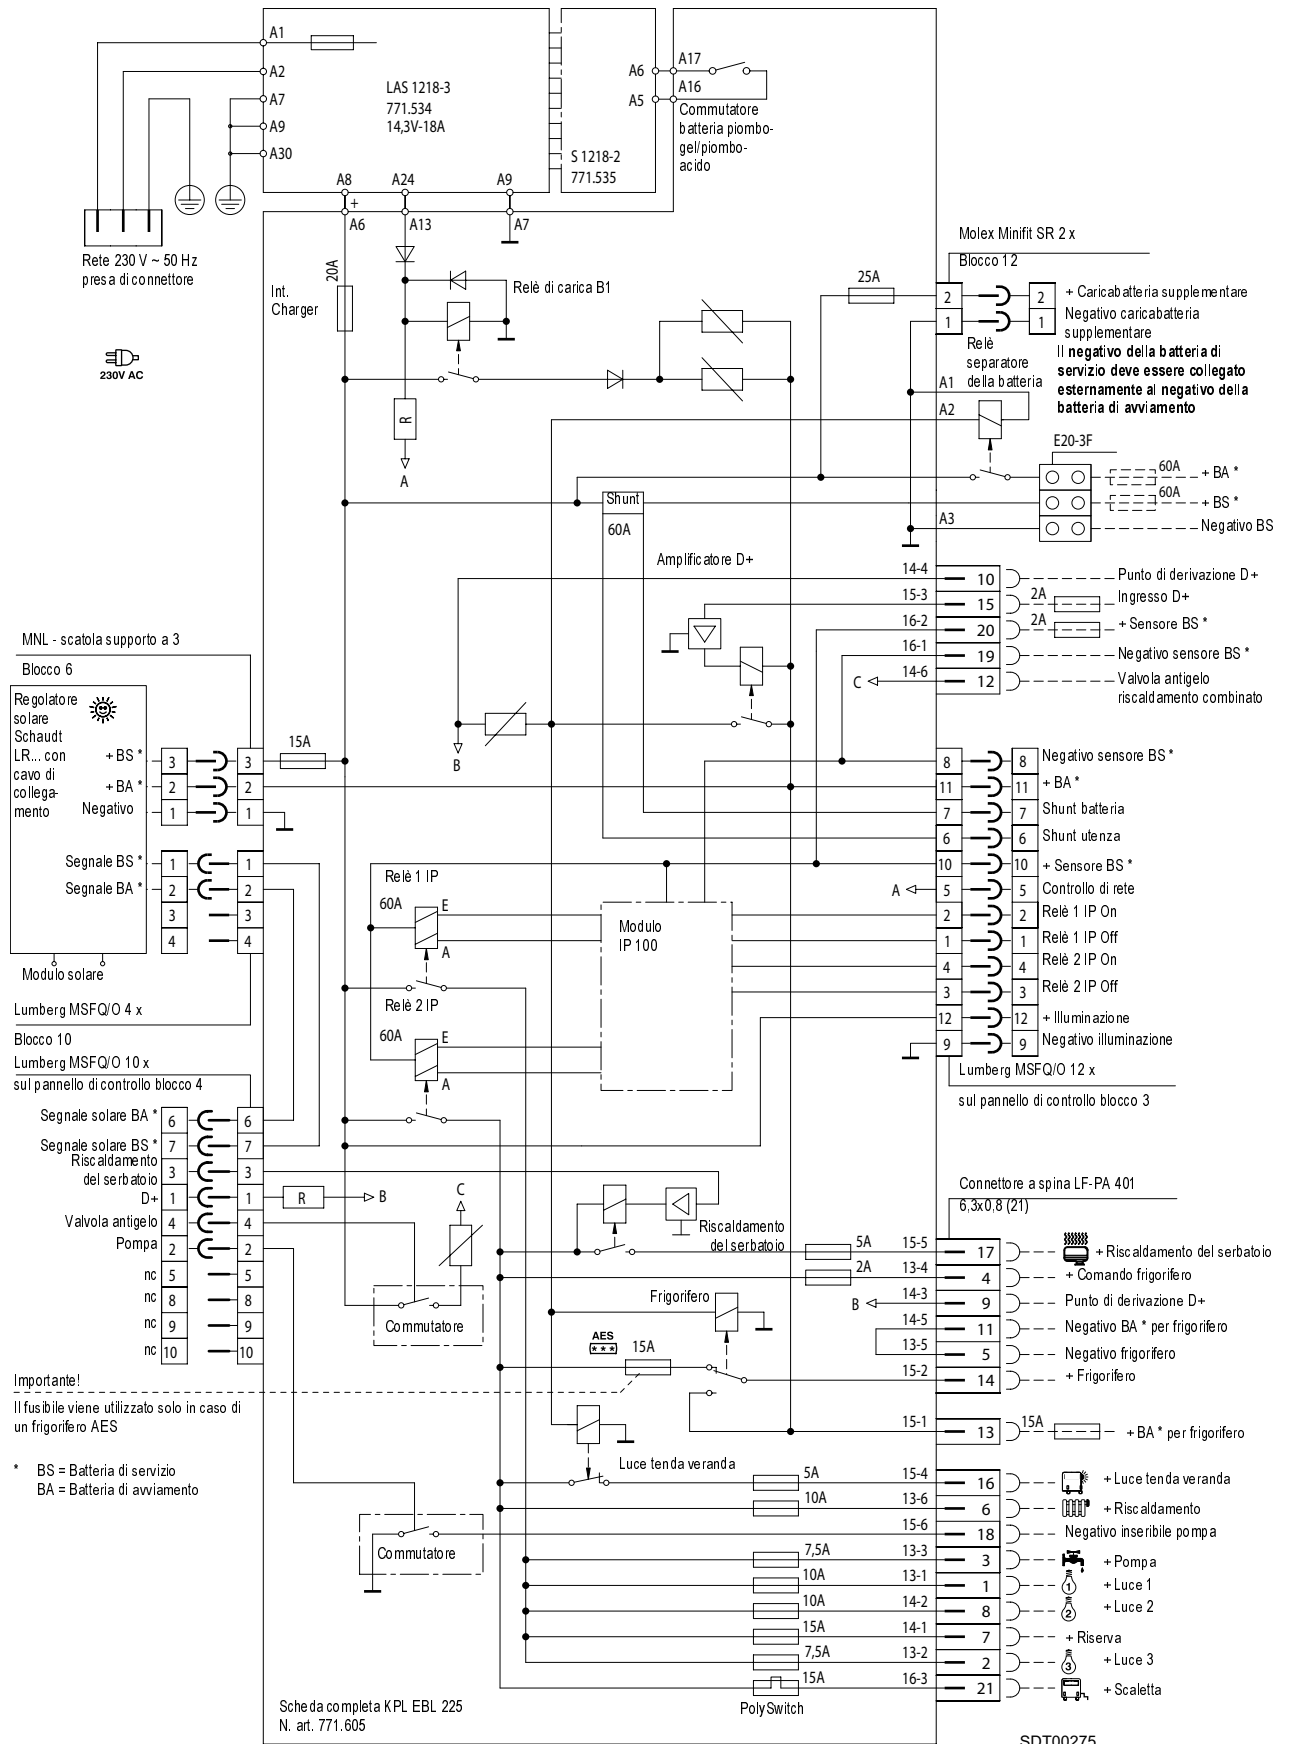 A1
A2
A7
A9
A30
LAS 1218-3
771.534
14,3V-18A
A8
A24
A9
+
A6
A13
A7
S 1218-2
771.535
A6
A5
A17
A16
Commutatore
batteria piombo-
gel/piombo-
acido
Rete 230 V ~ 50 Hz
presa di connettore
230V AC
Int.
Charger
20A
Relè di carica B1
R
A
Molex Minifit SR 2 x
Blocco 12
25A
2
2
+ Caricabatteria supplementare
1
1
Negativo caricabatteria
supplementare
Il negativo della batteria di
servizio deve essere collegato
esternamente al negativo della
batteria di avviamento
Relè
separatore
della batteria
A1
A2
E20-3F
60A
+ BA *
60A
+ BS *
A3
Negativo BS
Shunt
60A
Amplificatore D+
14-4
10
Punto di derivazione D+
15-3
15
2A
Ingresso D+
16-2
20
2A
+ Sensore BS *
16-1
19
Negativo sensore BS *
C
14-6
12
Valvola antigelo
riscaldamento combinato
B
MNL - scatola supporto a 3
Blocco 6
Regolatore
solare
Schaudt
LR... con
cavo di
collega-
mento
+ BS *
3
3
15A
+ BA *
2
2
Negativo
1
1
Segnale BS *
1
1
Segnale BA *
2
2
3
3
4
4
Modulo solare
Lumberg MSFQ/O 4 x
Blocco 10
Lumberg MSFQ/O 10 x
sul pannello di controllo blocco 4
8
8
Negativo sensore BS *
11
11
+ BA *
7
7
Shunt batteria
6
6
Shunt utenza
10
10
+ Sensore BS *
A
5
5
Controllo di rete
2
2
Relè 1 IP On
1
1
Relè 1 IP Off
4
4
Relè 2 IP On
3
3
Relè 2 IP Off
12
12
+ Illuminazione
9
9
Negativo illuminazione
Lumberg MSFQ/O 12 x
sul pannello di controllo blocco 3
Relè 1 IP
60A
E
A
Relè 2 IP
60A
E
A
Modulo
IP 100
Segnale solare BA *
6
6
Segnale solare BS *
7
7
Riscaldamento
del serbatoio
3
3
D+
1
1
R
B
Valvola antigelo
4
4
Pompa
2
2
nc
5
5
nc
8
8
nc
9
9
nc
10
10
C
Commutatore
Riscaldamento
del serbatoio
Frigorifero
AES
***
15A
Importante!
Il fusibile viene utilizzato solo in caso di
un frigorifero AES
* BS = Batteria di servizio
BA = Batteria di avviamento
Luce tenda veranda
Commutatore
Connettore a spina LF-PA 401
6,3x0,8 (21)
5A
15-5
17
+ Riscaldamento del serbatoio
2A
13-4
4
+ Comando frigorifero
B
14-3
9
Punto di derivazione D+
14-5
11
Negativo BA * per frigorifero
13-5
5
Negativo frigorifero
15-2
14
+ Frigorifero
15-1
13
15A
+ BA * per frigorifero
5A
15-4
16
+ Luce tenda veranda
10A
13-6
6
+ Riscaldamento
15-6
18
Negativo inseribile pompa
7,5A
13-3
3
+ Pompa
10A
13-1
1
1
+ Luce 1
10A
14-2
8
2
+ Luce 2
15A
14-1
7
+ Riserva
7,5A
13-2
2
3
+ Luce 3
15A
16-3
21
+ Scaletta
PolySwitch
Scheda completa KPL EBL 225
N. art. 771.605
SDT00275